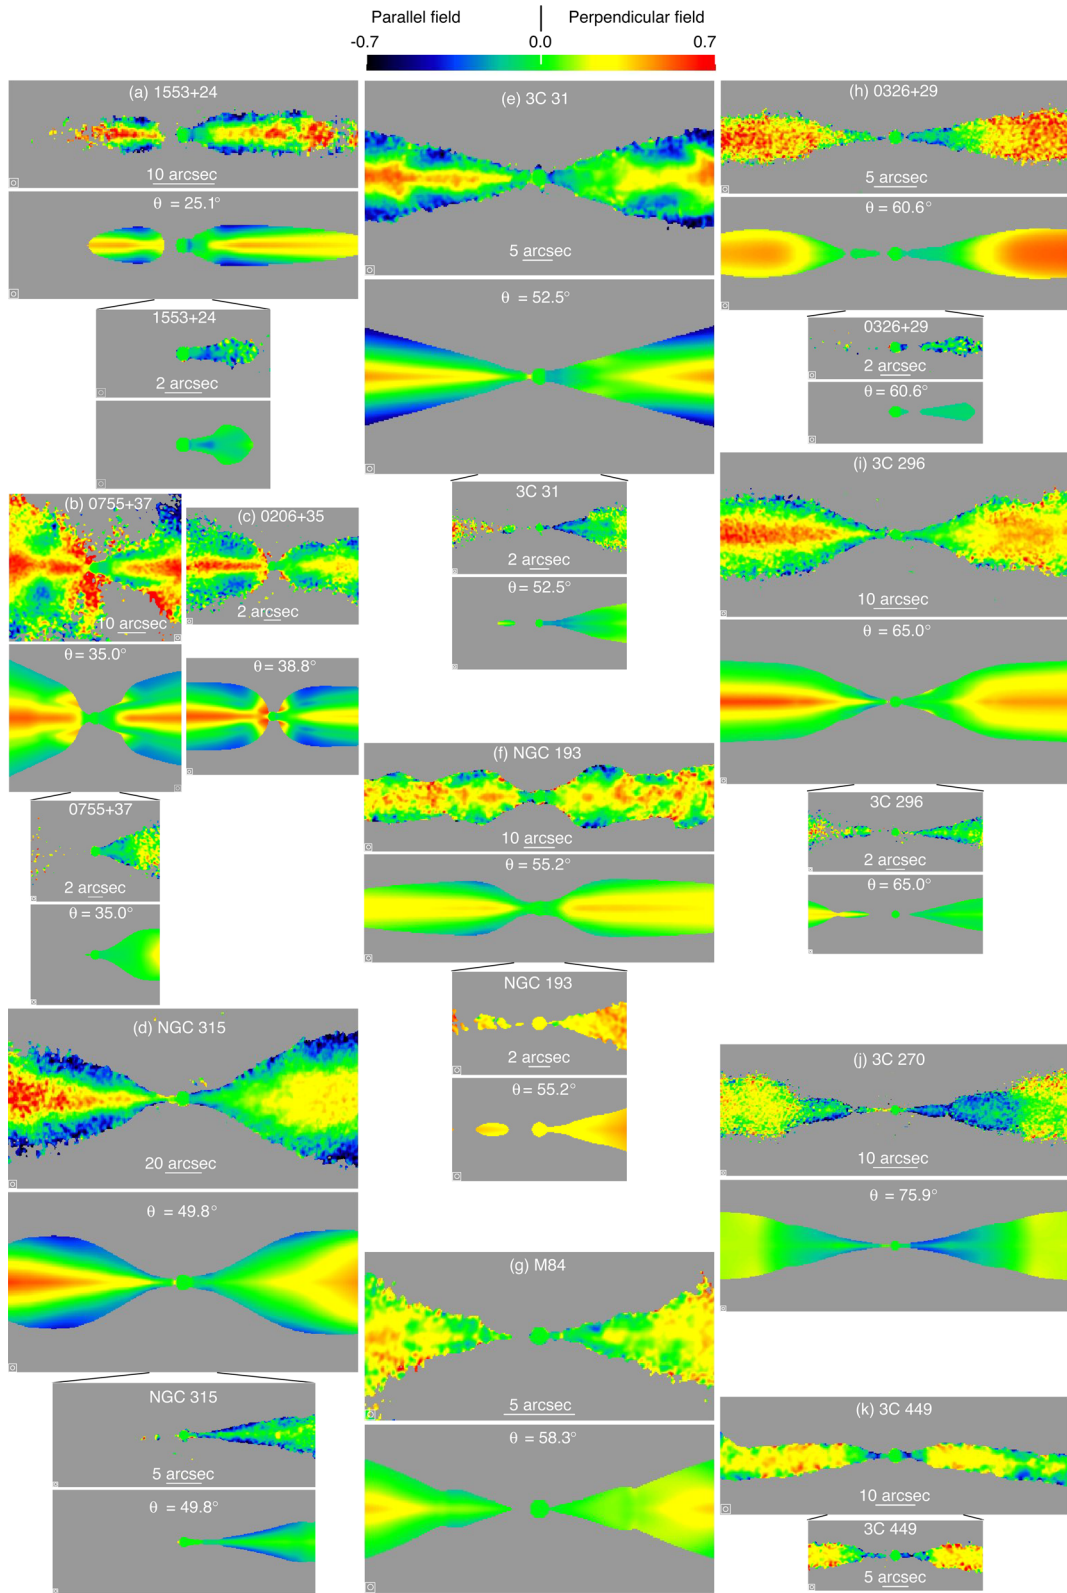 Parallel field
Perpendicular field
-0.7
0.0
0.7
(a) 1553+24
10 arcsec
θ = 25.1°
1553+24
2 arcsec
(b) 0755+37
10 arcsec
θ = 35.0°
(c) 0206+35
2 arcsec
θ = 38.8°
0755+37
2 arcsec
θ = 35.0°
(d) NGC 315
20 arcsec
θ = 49.8°
NGC 315
5 arcsec
θ = 49.8°
(e) 3C 31
5 arcsec
θ = 52.5°
3C 31
2 arcsec
θ = 52.5°
(f) NGC 193
10 arcsec
θ = 55.2°
NGC 193
2 arcsec
θ = 55.2°
(g) M84
5 arcsec
θ = 58.3°
(h) 0326+29
5 arcsec
θ = 60.6°
0326+29
2 arcsec
θ = 60.6°
(i) 3C 296
10 arcsec
θ = 65.0°
3C 296
2 arcsec
θ = 65.0°
(j) 3C 270
10 arcsec
θ = 75.9°
(k) 3C 449
10 arcsec
3C 449
5 arcsec